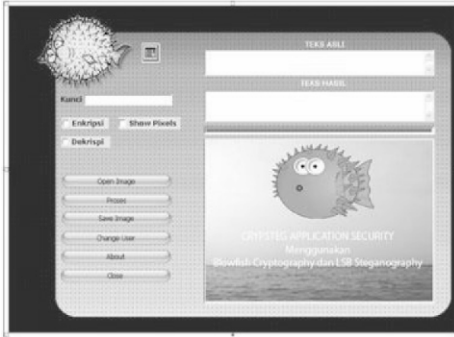 TEKS ASLI
TEKS HASIL
Kunci
Enkripsi
Show Pixels
Dekripsi
Open Image
Proses
Save Image
Change User
About
Close
CRYPSTEG APPLICATION SECURITY
Menggunakan
Blowfish Cryptography dan LSB Steganography